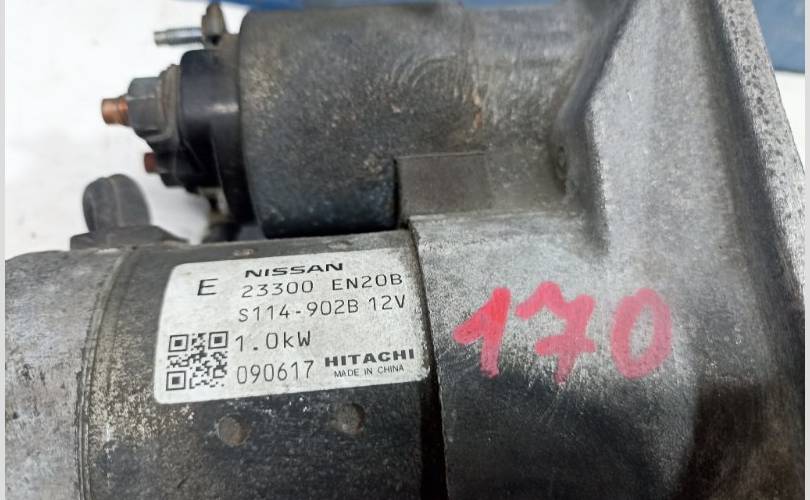 NISSAN
E 23300 EN20B
S114-902B 12V
1.0kW
090617 HITACHI
MADE IN CHINA
170